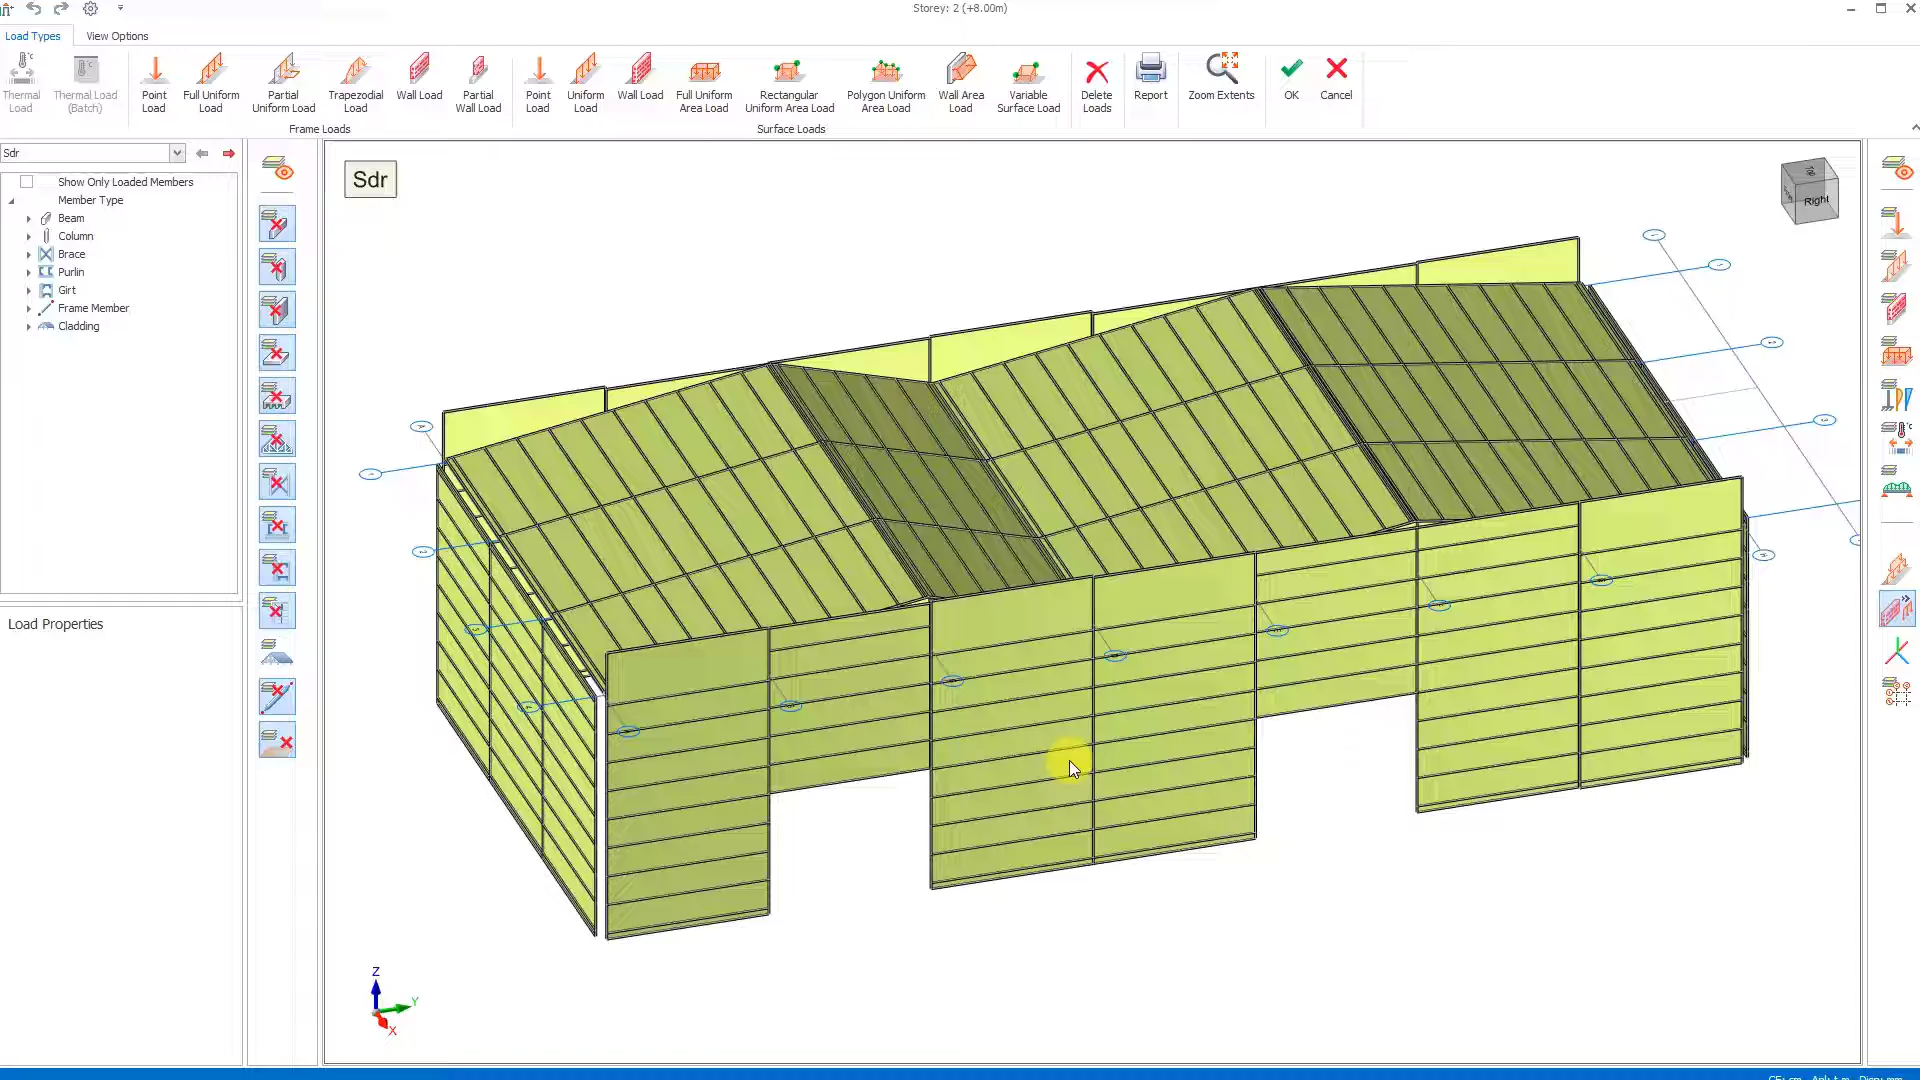 Storey: 2 (+8.00m)
Load Types View Options
Thermal Load
Thermal Load (Batch)
Point Load
Full Uniform Load
Partial Uniform Load
Trapezodial Load
Wall Load
Partial Wall Load
Point Load
Uniform Load
Wall Load
Full Uniform Area Load
Rectangular Uniform Area Load
Polygon Uniform Area Load
Wall Area Load
Variable Surface Load
Delete Loads
Report
Zoom Extents
OK
Cancel
Frame Loads
Surface Loads
Sdr
Show Only Loaded Members
Member Type
Beam
Column
Brace
Purlin
Girt
Frame Member
Cladding
Load Properties
Sdr
Top
Right
Z
Y
X